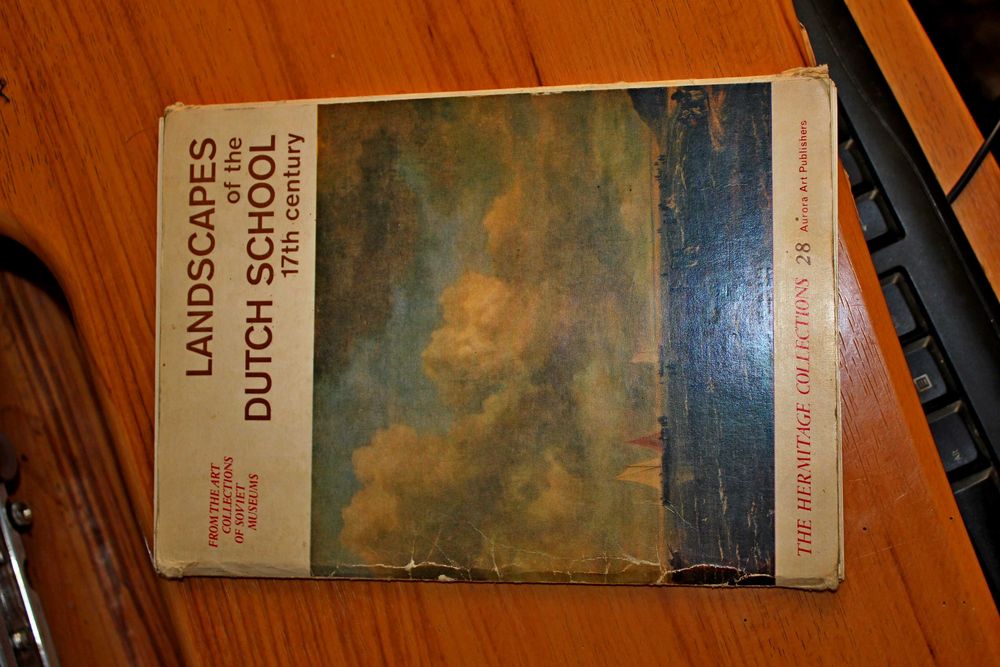 FROM THE ART
COLLECTIONS
OF SOVIET
MUSEUMS
LANDSCAPES
of the
DUTCH SCHOOL
17th century
THE HERMITAGE COLLECTIONS 28 Aurora Art Publishers